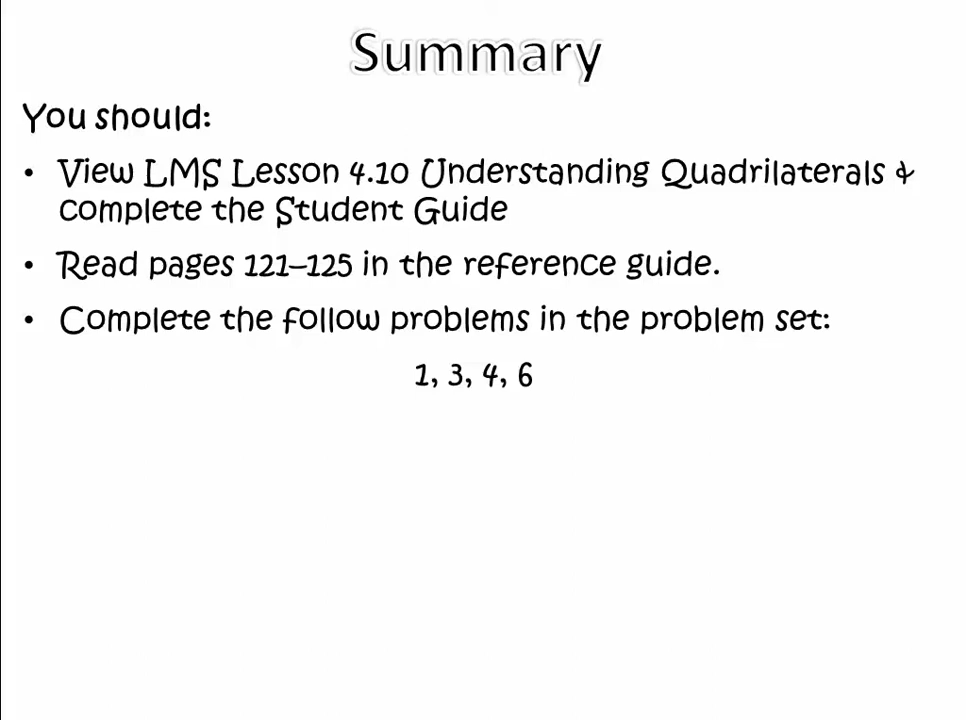 Summary
You should:
• View LMS Lesson 4.10 Understanding Quadrilaterals &
complete the Student Guide
• Read pages 121–125 in the reference guide.
• Complete the follow problems in the problem set:
1, 3, 4, 6